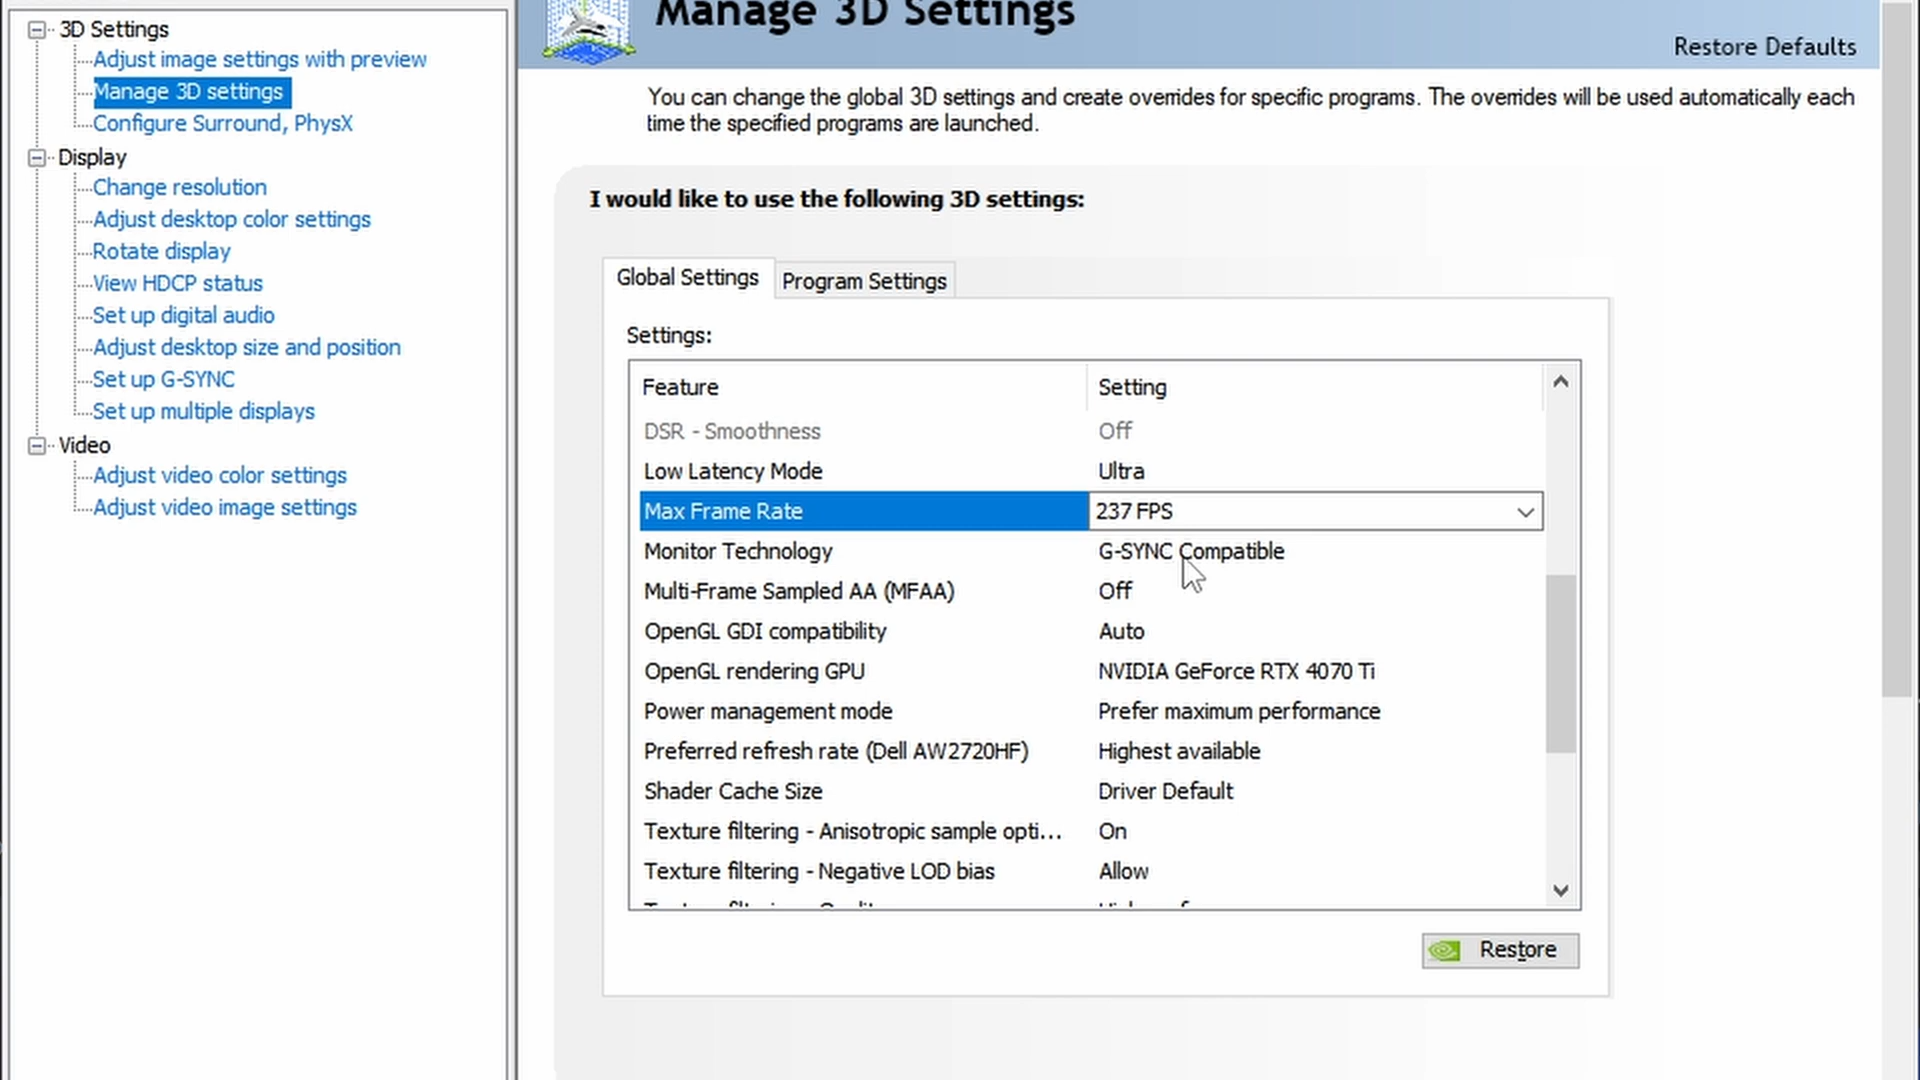 3D Settings
Adjust image settings with preview
Manage 3D settings
Configure Surround, PhysX
Display
Change resolution
Adjust desktop color settings
Rotate display
View HDCP status
Set up digital audio
Adjust desktop size and position
Set up G-SYNC
Set up multiple displays
Video
Adjust video color settings
Adjust video image settings
Manage 3D Settings
Restore Defaults
You can change the global 3D settings and create overrides for specific programs. The overrides will be used automatically each
time the specified programs are launched.
I would like to use the following 3D settings:
Global Settings
Program Settings
Settings:
Feature Setting
DSR - Smoothness Off
Low Latency Mode Ultra
Max Frame Rate 237 FPS
Monitor Technology G-SYNC Compatible
Multi-Frame Sampled AA (MFAA) Off
OpenGL GDI compatibility Auto
OpenGL rendering GPU NVIDIA GeForce RTX 4070 Ti
Power management mode Prefer maximum performance
Preferred refresh rate (Dell AW2720HF) Highest available
Shader Cache Size Driver Default
Texture filtering - Anisotropic sample opti... On
Texture filtering - Negative LOD bias Allow
Restore